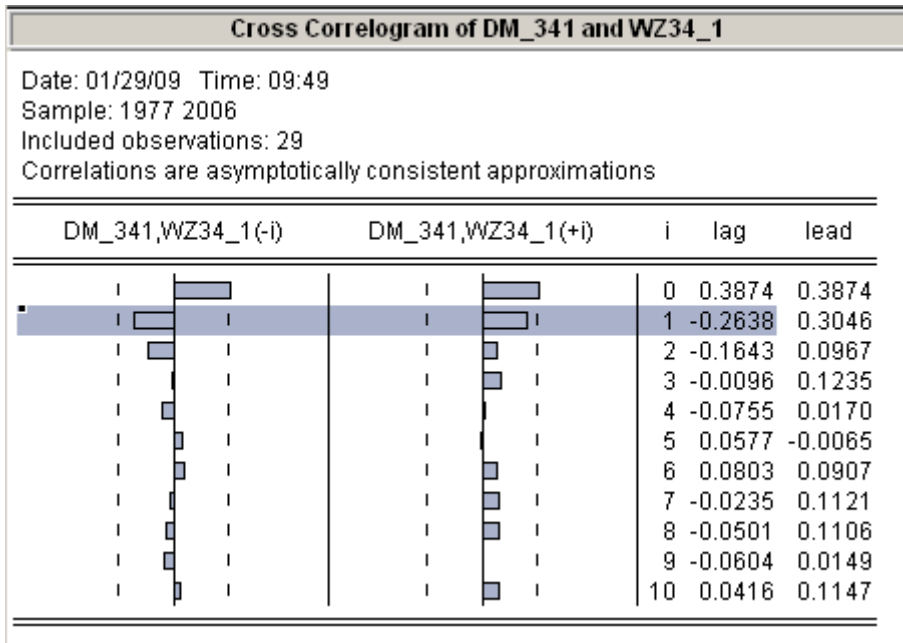 Cross Correlogram of DM_341 and WZ34_1
Date: 01/29/09 Time: 09:49
Sample: 1977 2006
Included observations: 29
Correlations are asymptotically consistent approximations
DM_341,WZ34_1(-i) DM_341,WZ34_1(+i) i lag lead
0 0.3874 0.3874
1 -0.2638 0.3046
2 -0.1643 0.0967
3 -0.0096 0.1235
4 -0.0755 0.0170
5 0.0577 -0.0065
6 0.0803 0.0907
7 -0.0235 0.1121
8 -0.0501 0.1106
9 -0.0604 0.0149
10 0.0416 0.1147